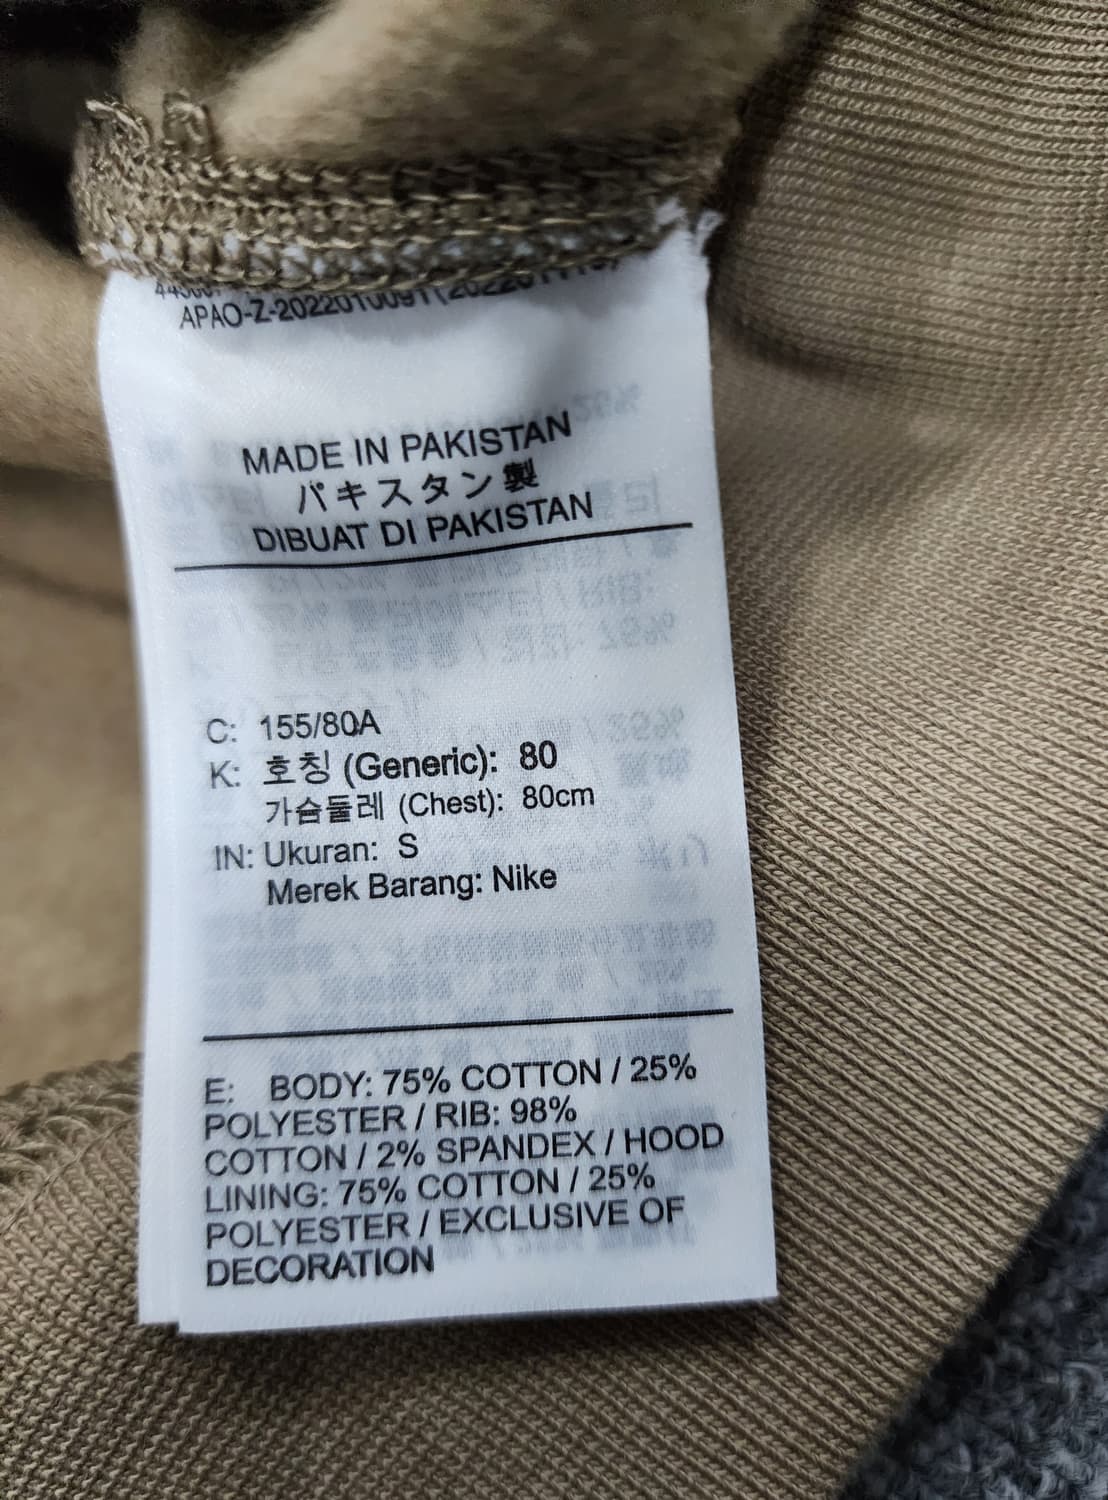 APAO-Z-2022010091(2022011
MADE IN PAKISTAN
パキスタン製
DIBUAT DI PAKISTAN
C: 155/80A
K: 호칭 (Generic): 80
가슴둘레 (Chest): 80cm
IN: Ukuran: S
Merek Barang: Nike
E: BODY: 75% COTTON / 25%
POLYESTER / RIB: 98%
COTTON / 2% SPANDEX / HOOD
LINING: 75% COTTON / 25%
POLYESTER / EXCLUSIVE OF
DECORATION